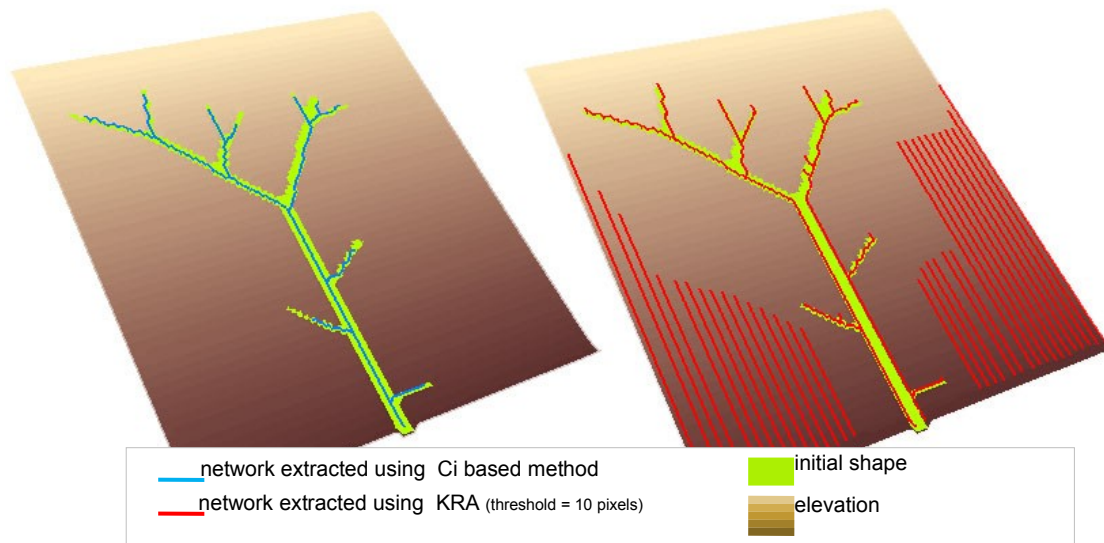 network extracted using Ci based method
network extracted using KRA (threshold = 10 pixels)
initial shape
elevation